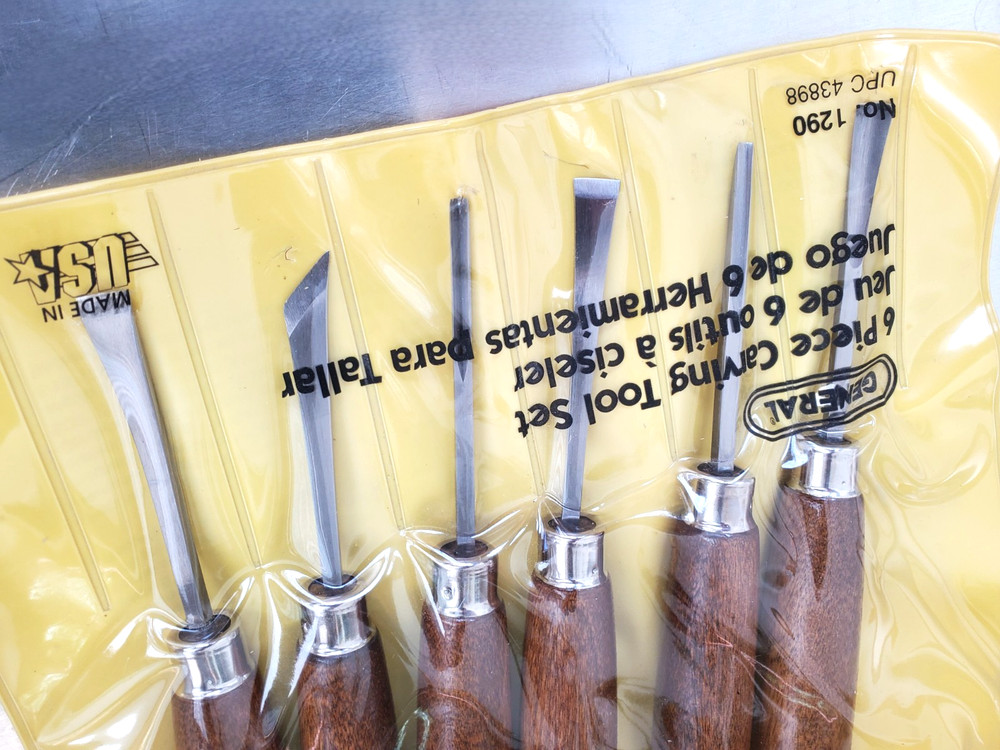 GENERAL
6 Piece Carving Tool Set
Jeu de 6 outils à ciseler
Juego de 6 Herramientas para Tallar
No. 1290
UPC 43898
MADE IN
USA